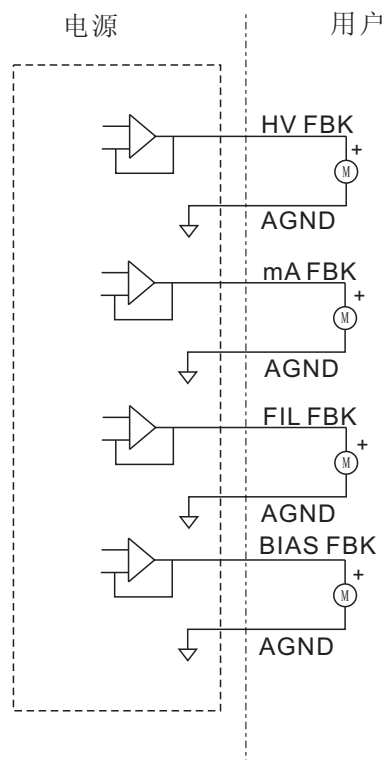 电源
用户
HV FBK
+
M
AGND
mA FBK
+
M
AGND
FIL FBK
+
M
AGND
BIAS FBK
+
M
AGND